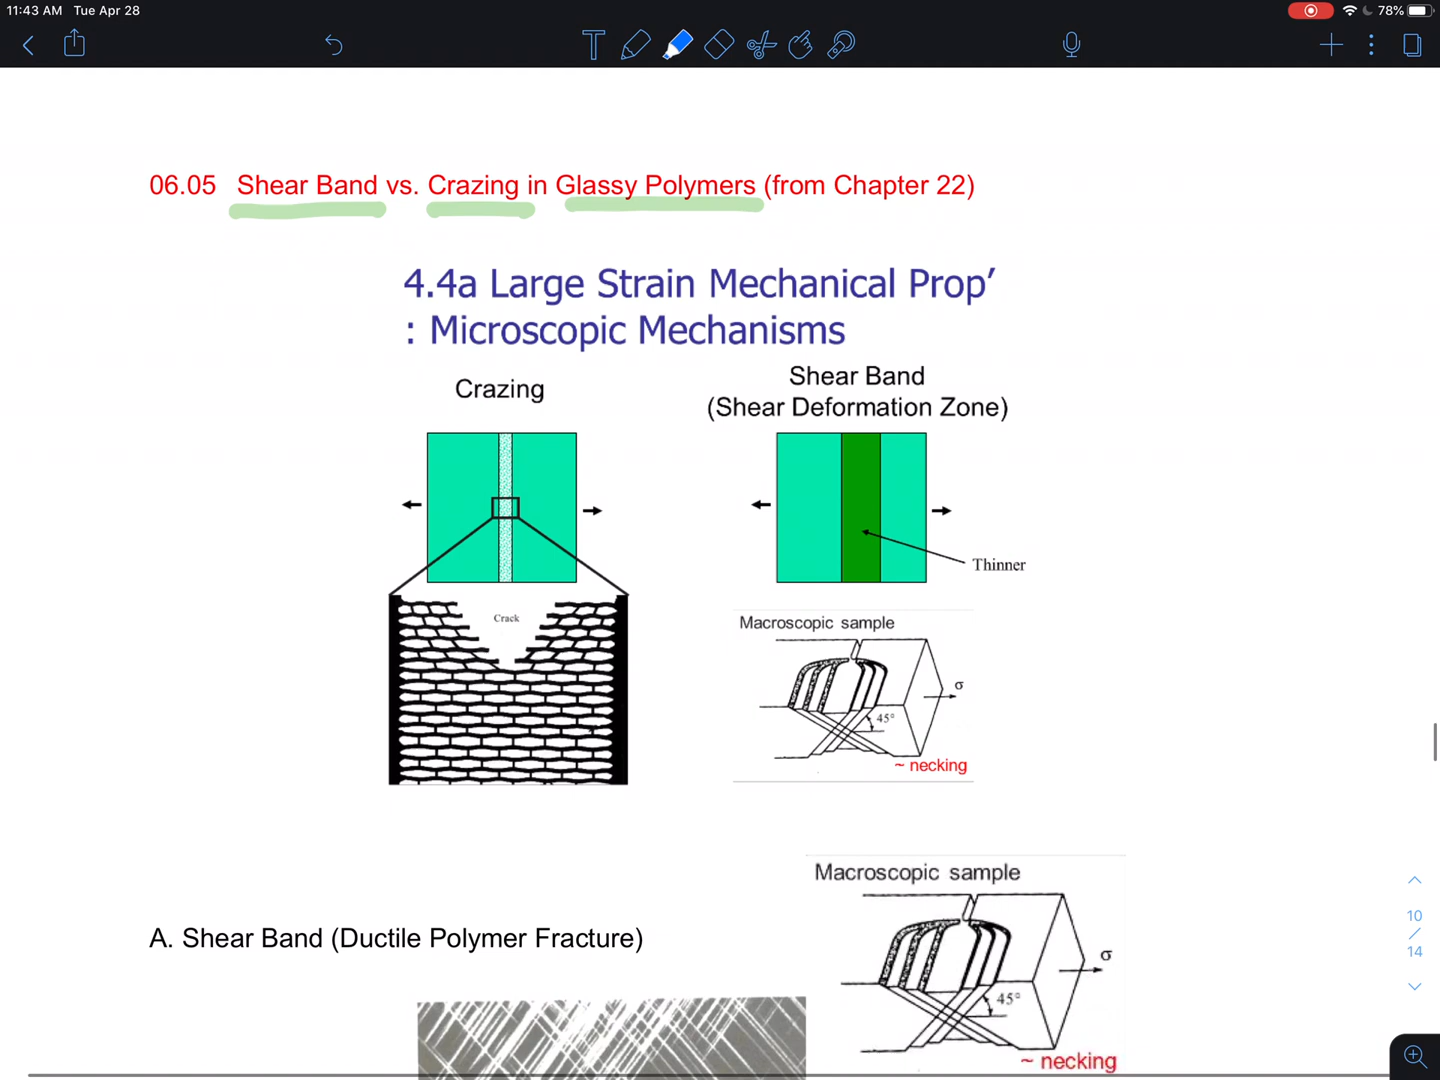 11:43 AM Tue Apr 28
78%
T
06.05 Shear Band vs. Crazing in Glassy Polymers (from Chapter 22)
4.4a Large Strain Mechanical Prop’
: Microscopic Mechanisms
Crazing
Shear Band
(Shear Deformation Zone)
Thinner
Crack
Macroscopic sample
σ
45°
~ necking
Macroscopic sample
A. Shear Band (Ductile Polymer Fracture)
σ
45°
~ necking
10
/
14